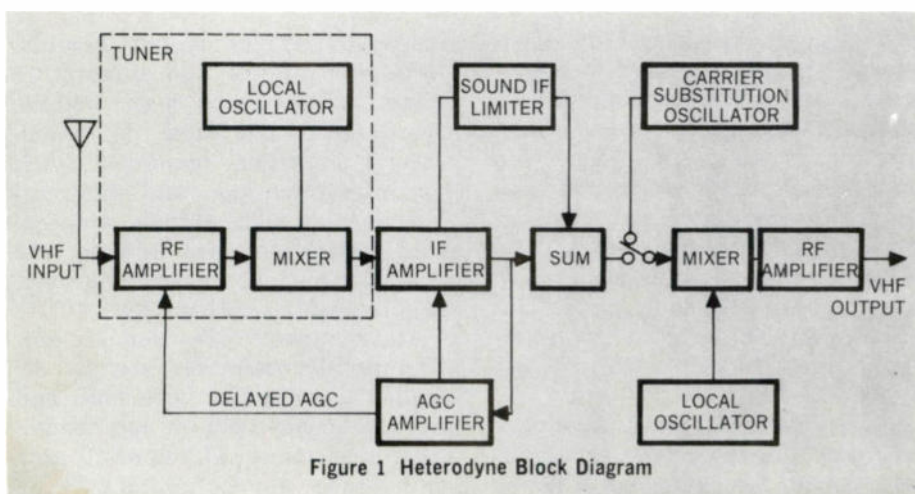 TUNER
LOCAL
OSCILLATOR
SOUND IF
LIMITER
CARRIER
SUBSTITUTION
OSCILLATOR
VHF
INPUT
RF
AMPLIFIER
MIXER
IF
AMPLIFIER
SUM
MIXER
RF
AMPLIFIER
VHF
OUTPUT
DELAYED AGC
AGC
AMPLIFIER
LOCAL
OSCILLATOR
Figure 1 Heterodyne Block Diagram